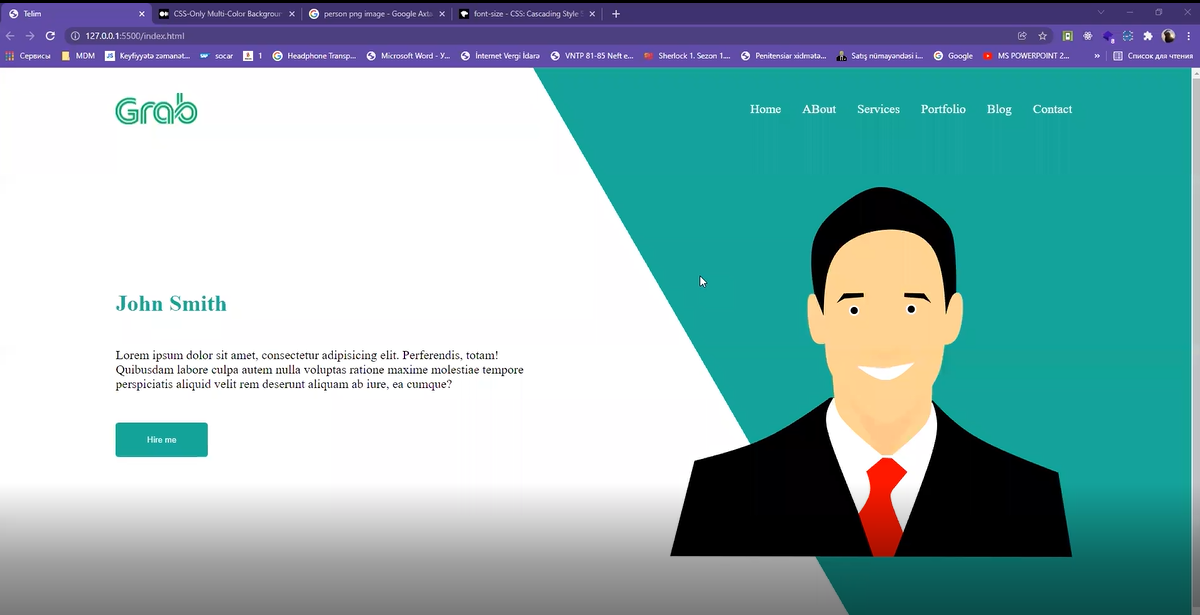 Telim
CSS-Only Multi-Color Backgroun
person png image - Google Axta
font-size - CSS: Cascading Style S
127.0.0.1:5500/index.html
Сервисы
MDM
Keyfiyyətə zəmanət...
socar
1
Headphone Transp...
Microsoft Word - У...
İnternet Vergi İdarə
VNTP 81-85 Neft e...
Sherlock 1. Sezon 1....
Penitensiar xidmətə...
Satış nümayəndəsi i...
Google
MS POWERPOINT 2...
»
Список для чтения
Grab
Home
ABout
Services
Portfolio
Blog
Contact
John Smith
Lorem ipsum dolor sit amet, consectetur adipisicing elit. Perferendis, totam!
Quibusdam labore culpa autem nulla voluptas ratione maxime molestiae tempore
perspiciatis aliquid velit rem deserunt aliquam ab iure, ea cumque?
Hire me